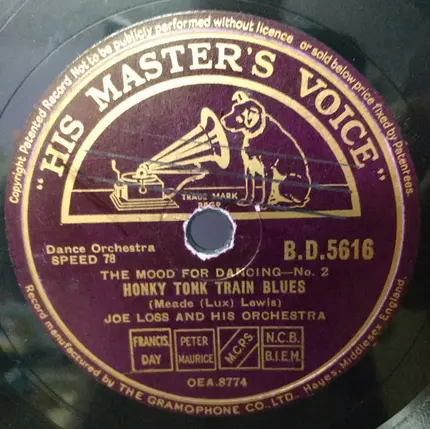 Copyright Patented Record Not to be publicly performed without licence or sold below price fixed by Patentees.
"HIS MASTER'S VOICE"
TRADE MARK
REGD
Dance Orchestra
SPEED 78
B.D.5616
THE MOOD FOR DANCING—No. 2
HONKY TONK TRAIN BLUES
(Meade (Lux) Lewis)
JOE LOSS AND HIS ORCHESTRA
FRANCIS
DAY
PETER
MAURICE
M.C.P.S.
N.C.B.
B.I.E.M.
OEA.8774
Record manufactured by THE GRAMOPHONE CO., LTD., Hayes, Middlesex, England.